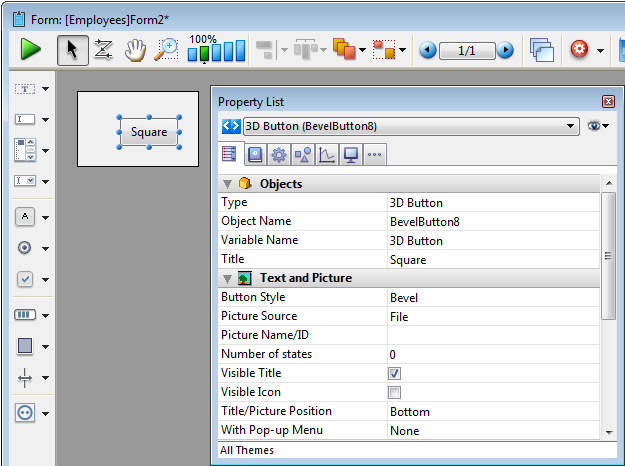 Form: [Employees]Form2*
100%
1/1
Square
Property List
3D Button (BevelButton8)
Objects
Type 3D Button
Object Name BevelButton8
Variable Name 3D Button
Title Square
Text and Picture
Button Style Bevel
Picture Source File
Picture Name/ID
Number of states 0
Visible Title
Visible Icon
Title/Picture Position Bottom
With Pop-up Menu None
All Themes